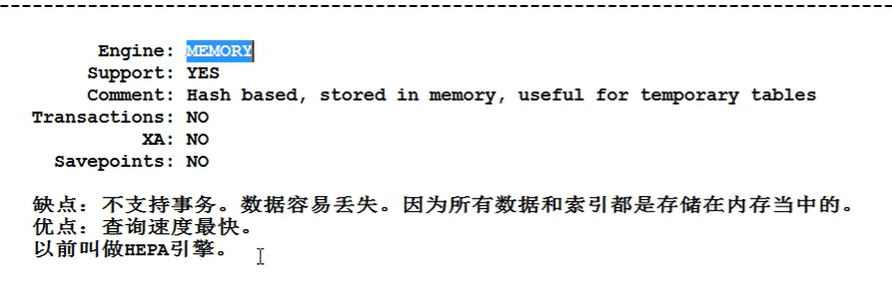 Engine: MEMORY
Support: YES
Comment: Hash based, stored in memory, useful for temporary tables
Transactions: NO
XA: NO
Savepoints: NO
缺点：不支持事务。数据容易丢失。因为所有数据和索引都是存储在内存当中的。
优点：查询速度最快。
以前叫做HEPA引擎。